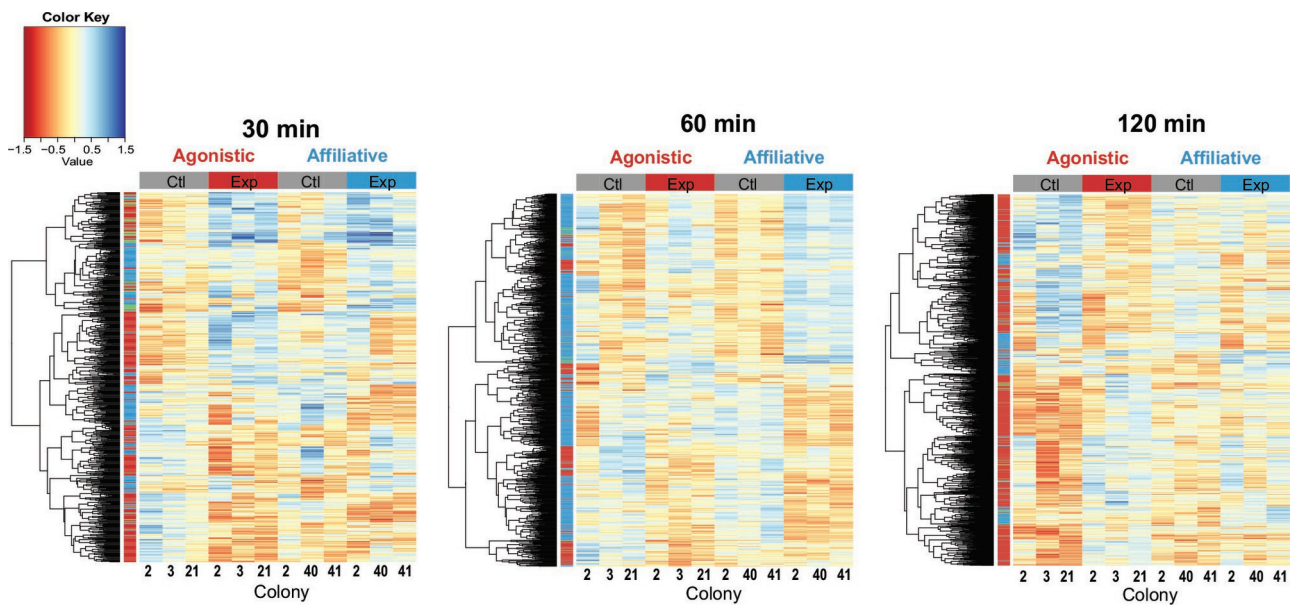 Color Key
−1.5 −0.5 0.5 1.5
Value
30 min
Agonistic Affiliative
Ctl Exp Ctl Exp
2 3 21 2 3 21 2 40 41 2 40 41
Colony
60 min
Agonistic Affiliative
Ctl Exp Ctl Exp
2 3 21 2 3 21 2 40 41 2 40 41
Colony
120 min
Agonistic Affiliative
Ctl Exp Ctl Exp
2 3 21 2 3 21 2 40 41 2 40 41
Colony